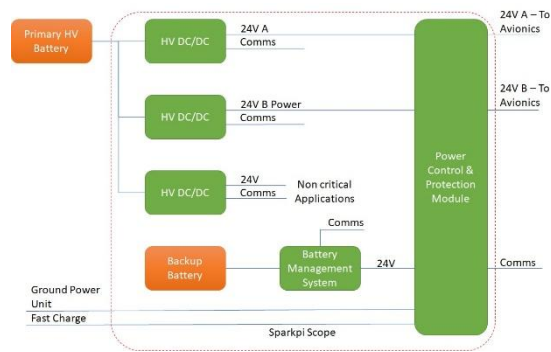 24V A – To
Avionics
Primary HV
Battery
HV DC/DC
24V A
Comms
24V B – To
Avionics
HV DC/DC
24V B Power
Comms
Power
Control &
Protection
Module
HV DC/DC
24V
Comms
Non critical
Applications
Comms
Backup
Battery
Battery
Management
System
24V
Comms
Ground Power
Unit
Fast Charge
Sparkpi Scope